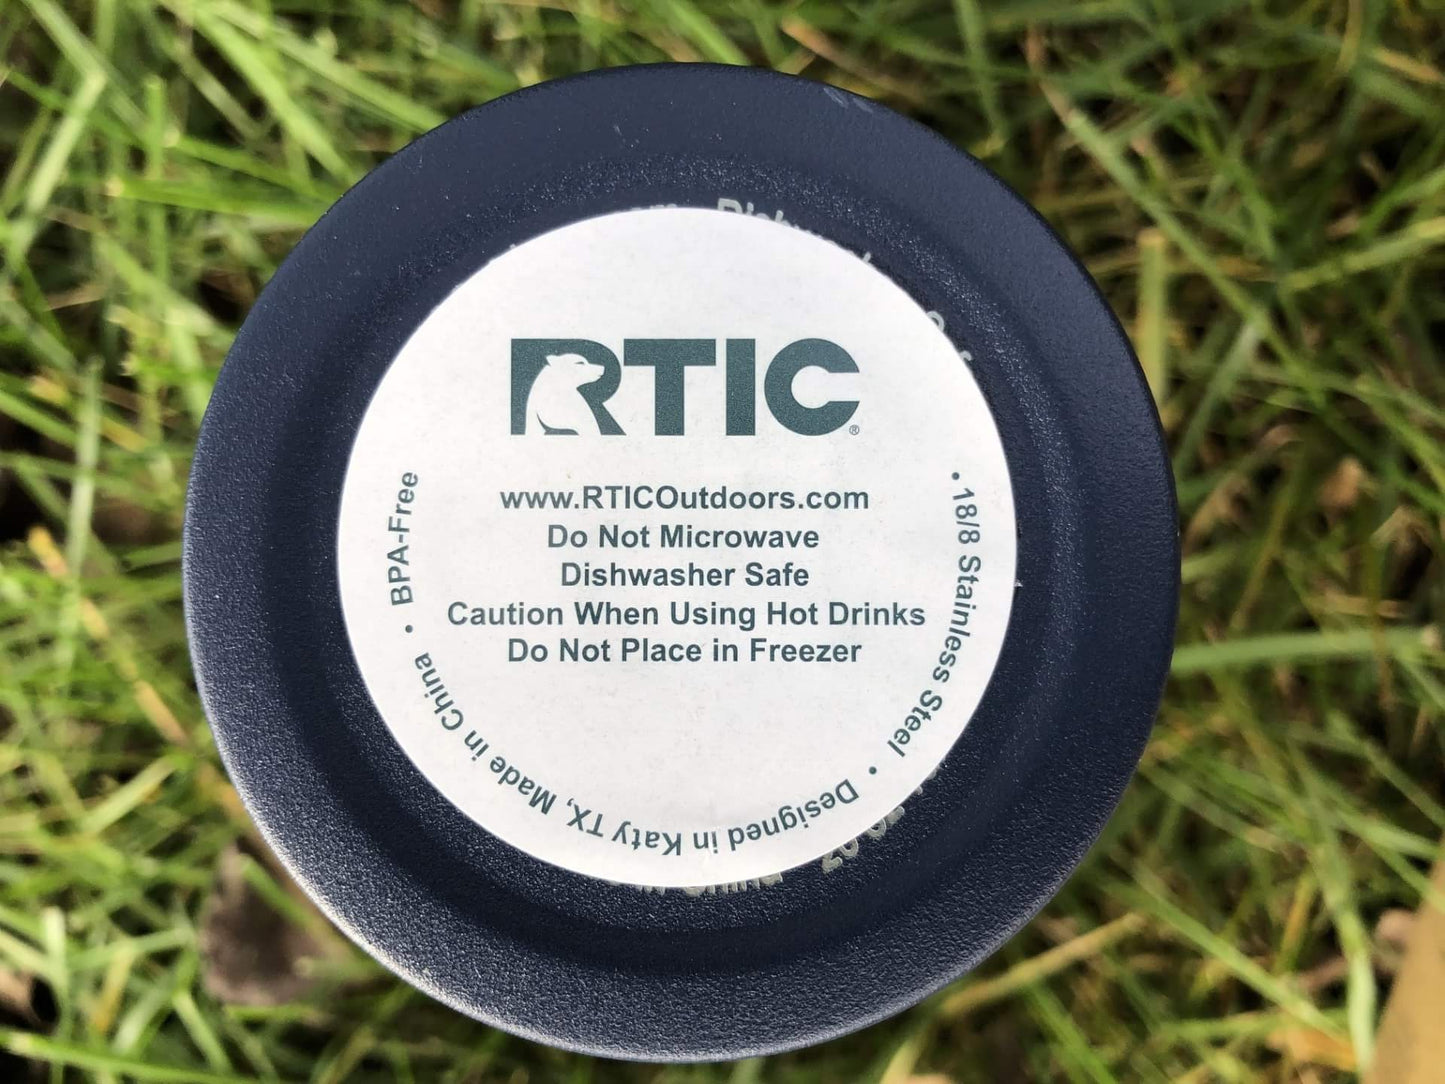 RTIC®
www.RTICOutdoors.com
Do Not Microwave
Dishwasher Safe
Caution When Using Hot Drinks
Do Not Place in Freezer
• 18/8 Stainless Steel • Designed in Katy TX, Made in China • BPA-Free